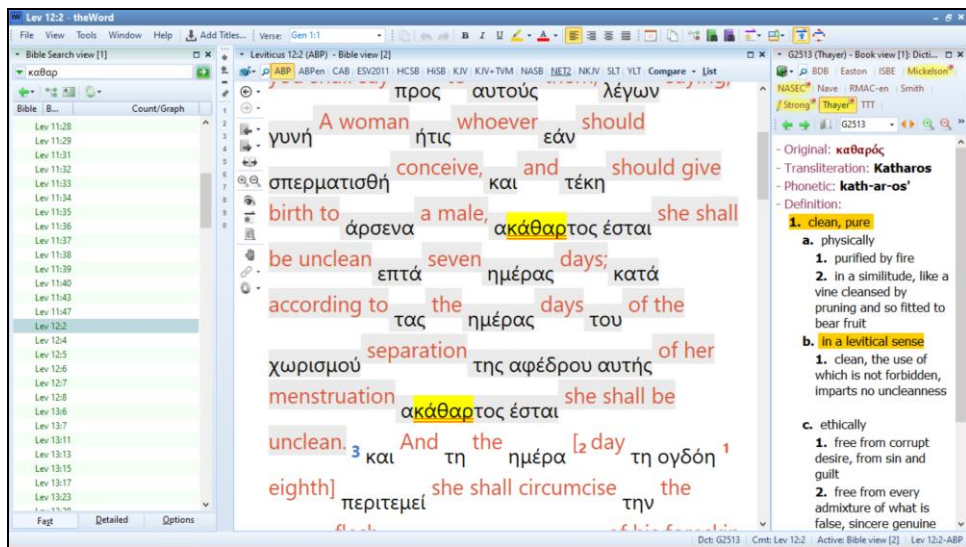 Lev 12:2 - theWord
File View Tools Window Help Add Titles... Verse: Gen 1:1 B I U A
Bible Search view [1]
καθαρ
Bible B... Count/Graph
Lev 11:28
Lev 11:29
Lev 11:31
Lev 11:32
Lev 11:33
Lev 11:34
Lev 11:35
Lev 11:36
Lev 11:37
Lev 11:38
Lev 11:39
Lev 11:40
Lev 11:43
Lev 11:47
Lev 12:2
Lev 12:4
Lev 12:5
Lev 12:6
Lev 12:7
Lev 12:8
Lev 13:6
Lev 13:7
Lev 13:11
Lev 13:13
Lev 13:15
Lev 13:17
Lev 13:23
Fast Detailed Options
1
2
3
4
5
6
7
8
9
0
Leviticus 12:2 (ABP) - Bible view [2]
ABP ABPen CAB ESV2011 HCSB HiSB KJV KJV+TVM NASB NET2 NKJV SLT YLT Compare List
προς αυτούς λέγων
A woman whoever should
γυνή ήτις εάν
conceive, and should give
σπερματισθή και τέκη
birth to a male, she shall
άρσενα ακάθαρτος έσται
be unclean seven days;
επτά ημέρας κατά
according to the days of the
τας ημέρας του
separation of her
χωρισμού της αφέδρου αυτής
menstruation she shall be
ακάθαρτος έσται
unclean. 3 And the [2 day 1
και τη ημέρα τη ογδόη
eighth] she shall circumcise the
περιτεμεί την
of his foreskin
G2513 (Thayer) - Book view [1]: Dicti...
BDB Easton ISBE Mickelson
NASEC Nave RMAC-en Smith
Strong Thayer TTT
G2513
- Original: καθαρός
- Transliteration: Katharos
- Phonetic: kath-ar-os'
- Definition:
1. clean, pure
a. physically
1. purified by fire
2. in a similitude, like a
vine cleansed by
pruning and so fitted to
bear fruit
b. in a levitical sense
1. clean, the use of
which is not forbidden,
imparts no uncleanness
c. ethically
1. free from corrupt
desire, from sin and
guilt
2. free from every
admixture of what is
false, sincere genuine
Dct: G2513 Cmt: Lev 12:2 Active: Bible view [2] Lev 12:2-ABP